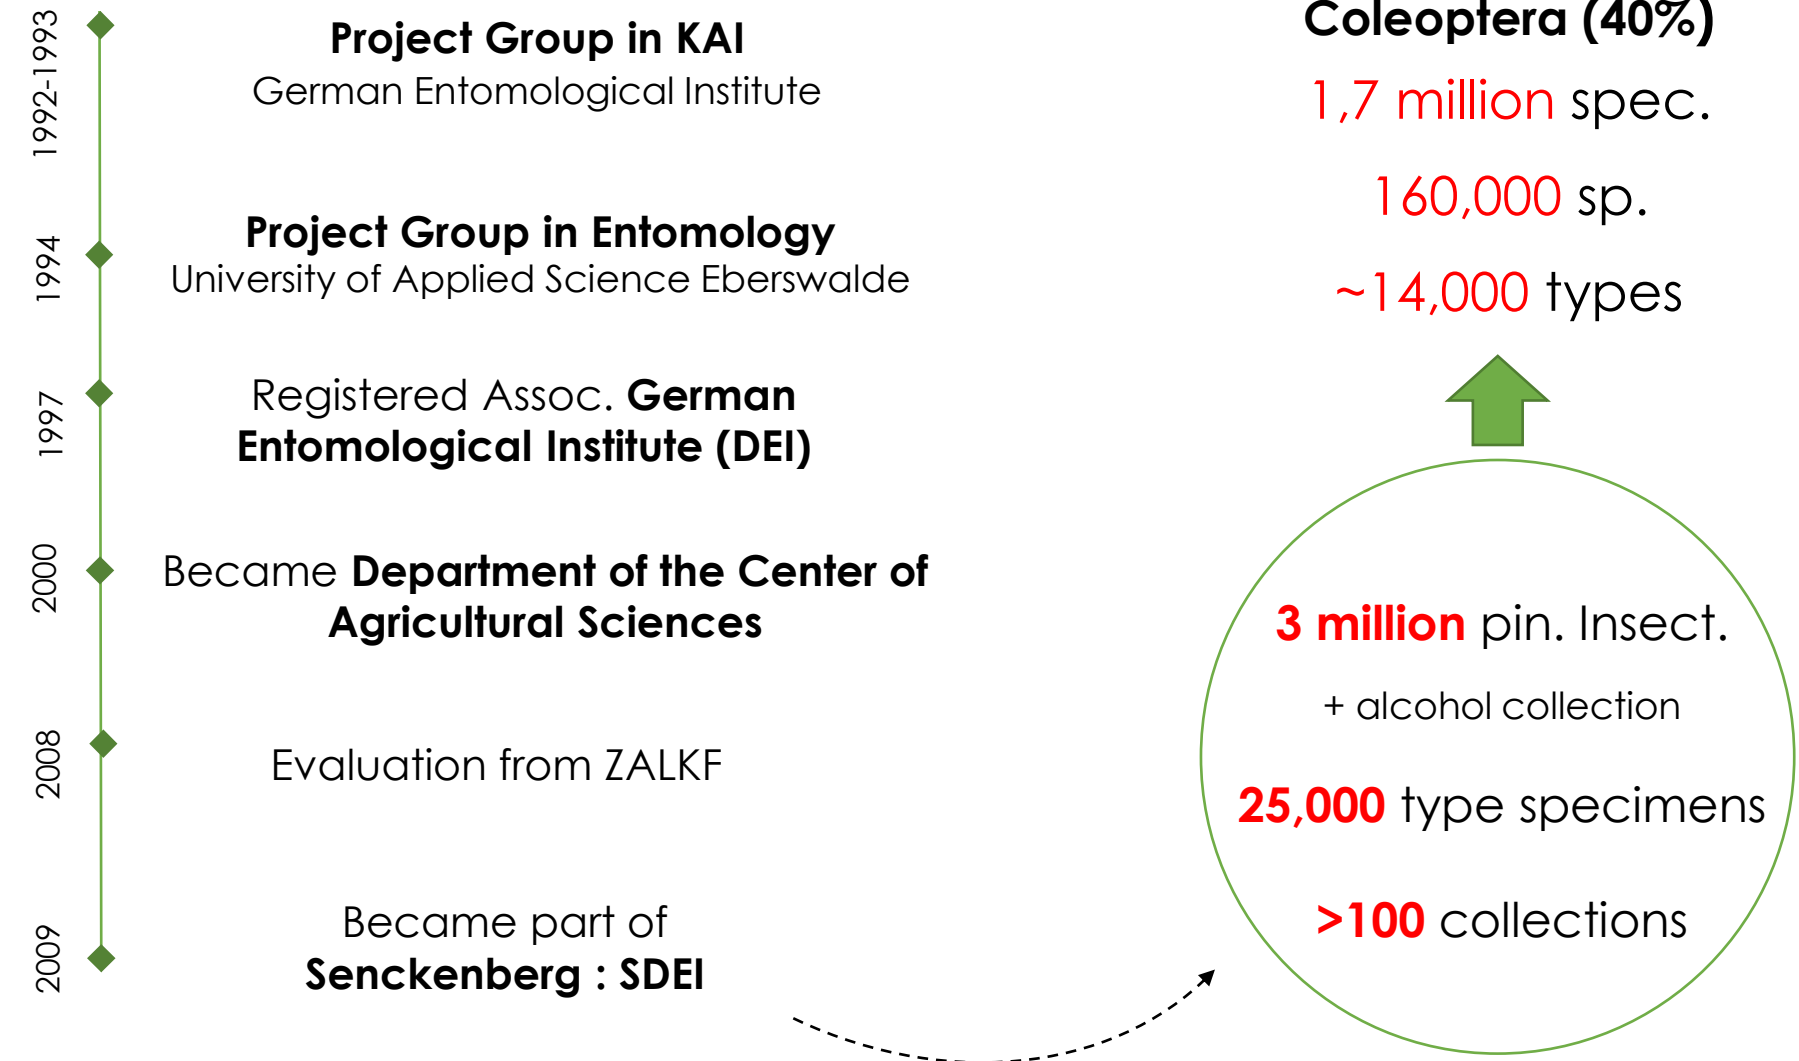 1992-1993
Project Group in KAI
German Entomological Institute
1994
Project Group in Entomology
University of Applied Science Eberswalde
1997
Registered Assoc. German
Entomological Institute (DEI)
2000
Became Department of the Center of
Agricultural Sciences
2008
Evaluation from ZALKF
2009
Became part of
Senckenberg : SDEI
Coleoptera (40%)
1,7 million spec.
160,000 sp.
~14,000 types
3 million pin. Insect.
+ alcohol collection
25,000 type specimens
>100 collections